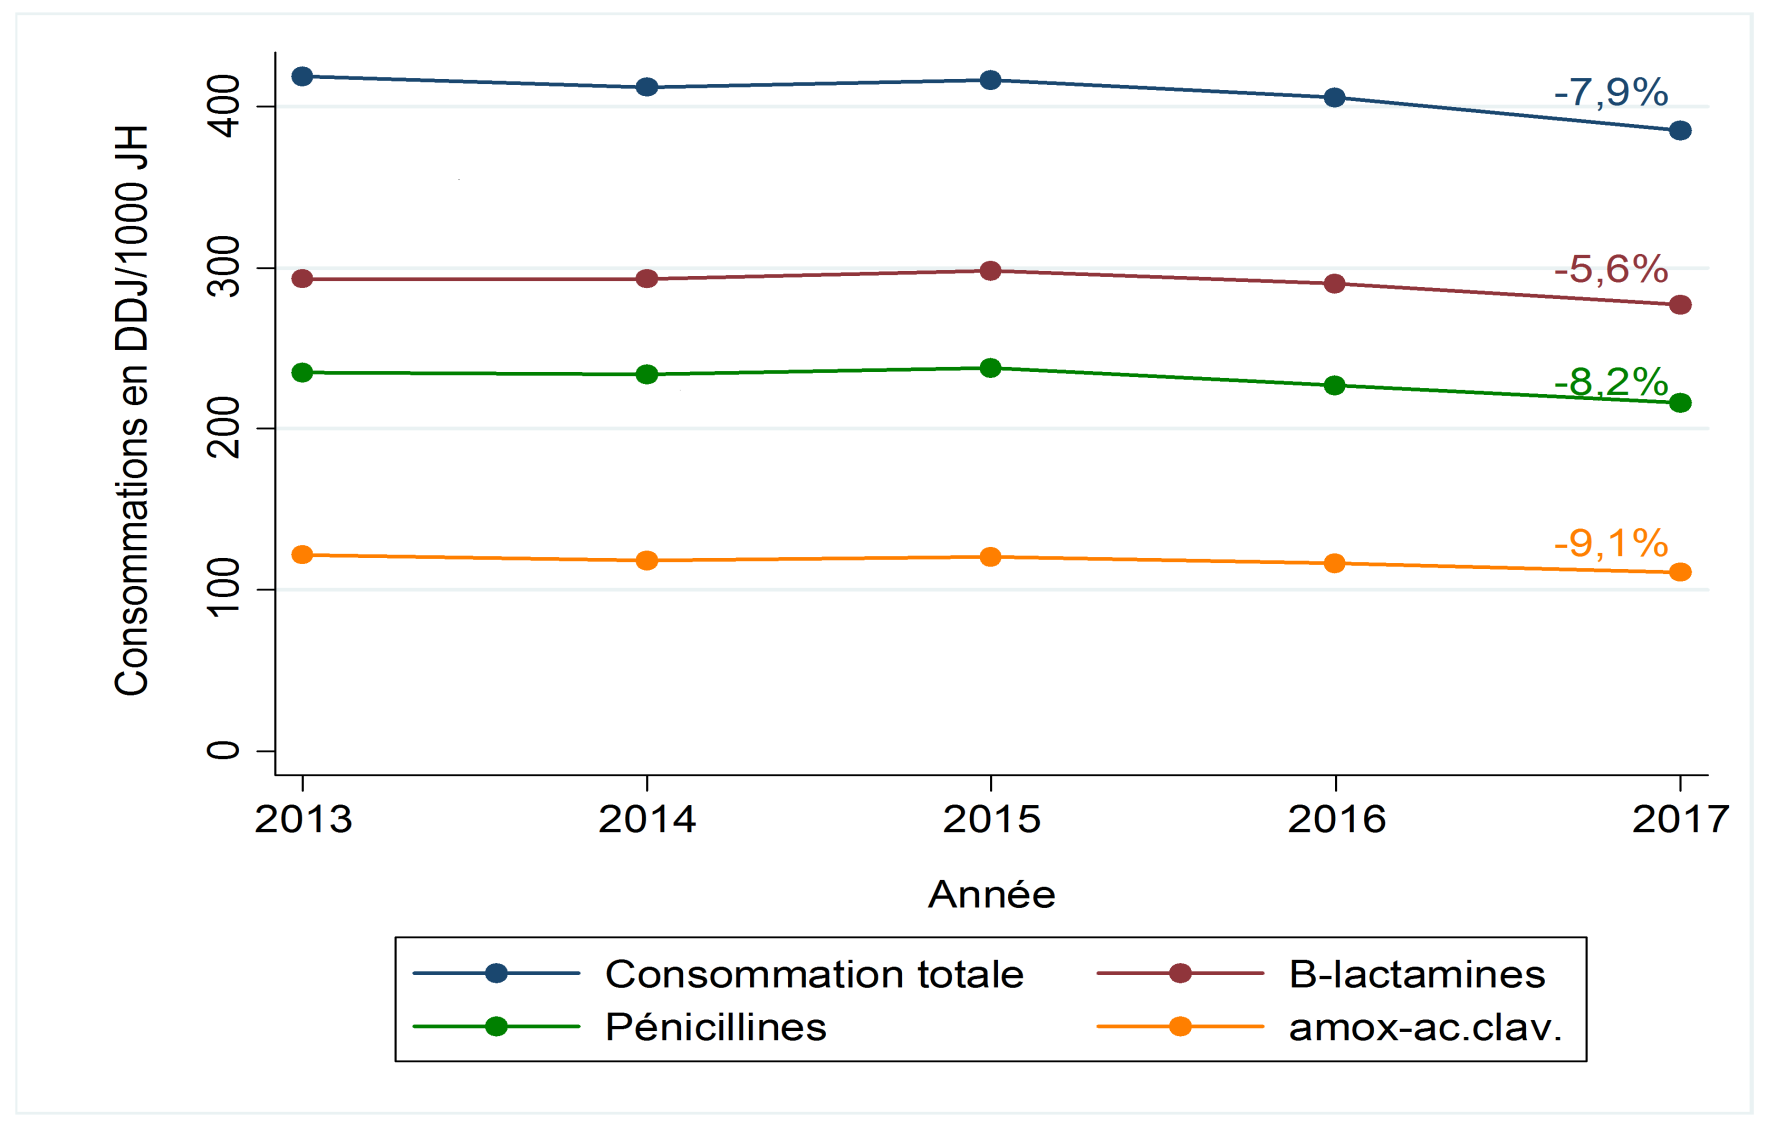 Consommations en DDJ/1000 JH
400
300
200
100
0
-7,9%
-5,6%
-8,2%
-9,1%
2013 2014 2015 2016 2017
Année
Consommation totale B-lactamines
Pénicillines amox-ac.clav.